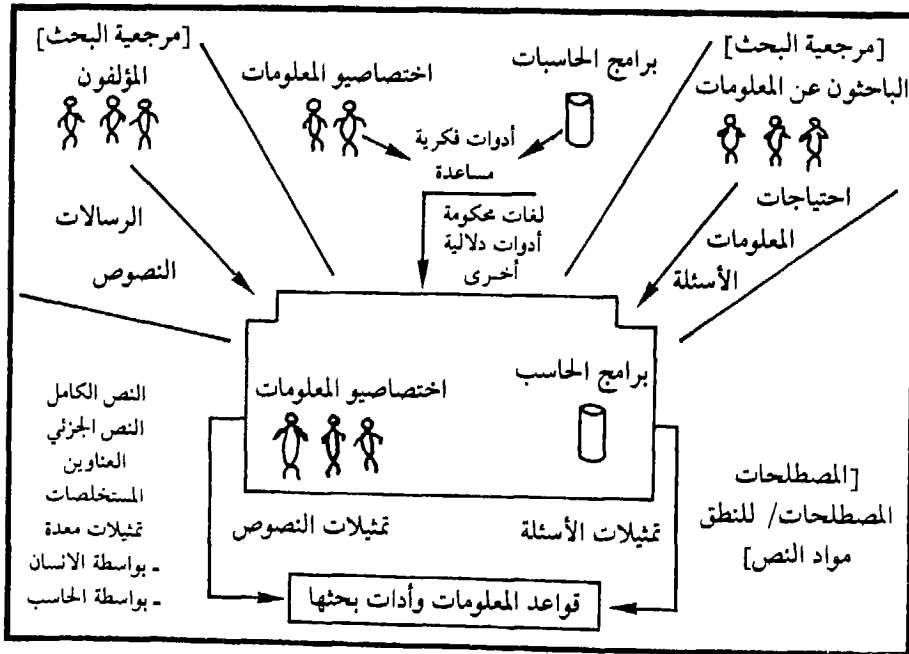 [مرجعية البحث]
الباحثون عن المعلومات
احتياجات
المعلومات
الأسئلة
برامج الحاسبات
اختصاصيو المعلومات
أدوات فكرية
مساعدة
لغات محكومة
أدوات دلالية
أخرى
[مرجعية البحث]
المؤلفون
الرسالات
النصوص
برامج الحاسب
اختصاصيو المعلومات
[المصطلحات
المصطلحات/ للنطق
مواد النص]
تمثيلات الأسئلة
تمثيلات النصوص
النص الكامل
النص الجزئي
العناوين
المستخلصات
تمثيلات معدة
ـ بواسطة الانسان
ـ بواسطة الحاسب
قواعد المعلومات وأدات بحثها